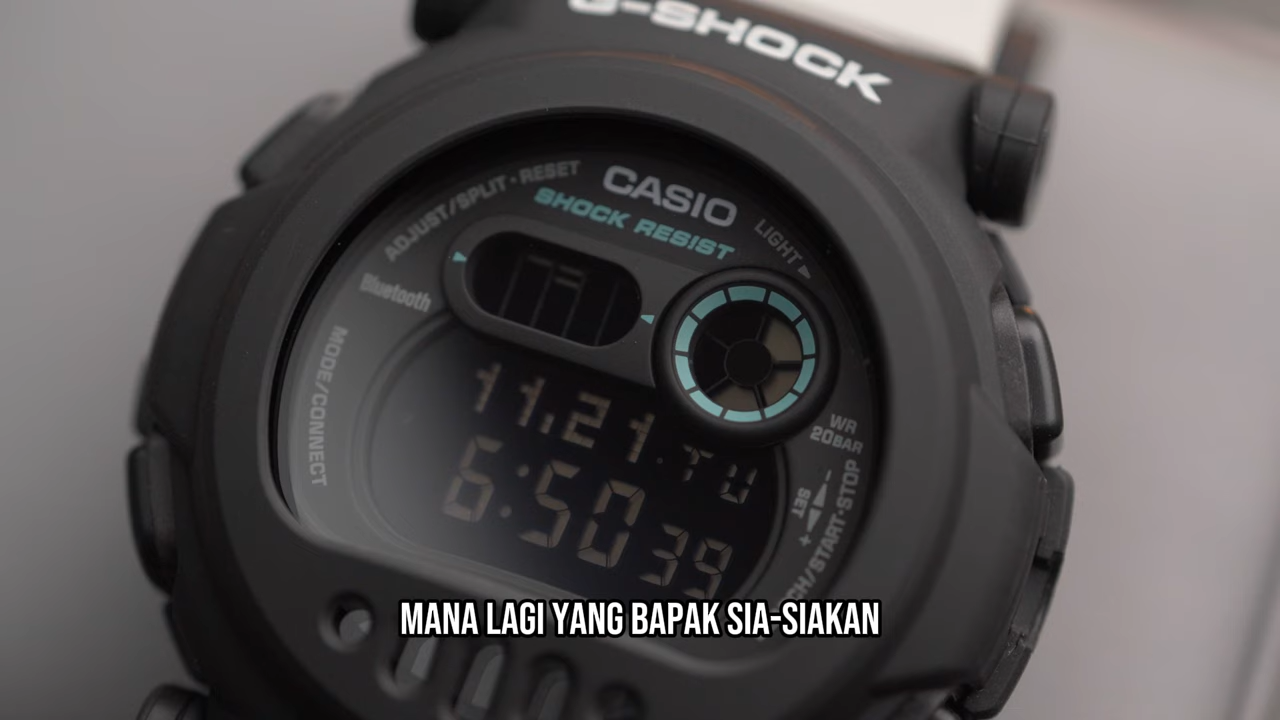 G-SHOCK
CASIO
SHOCK RESIST
ADJUST/SPLIT·RESET
LIGHT
Bluetooth
MODE/CONNECT
WR
20BAR
SET
- +
START·STOP
11.21 TU
6:50 39
MANA LAGI YANG BAPAK SIA-SIAKAN